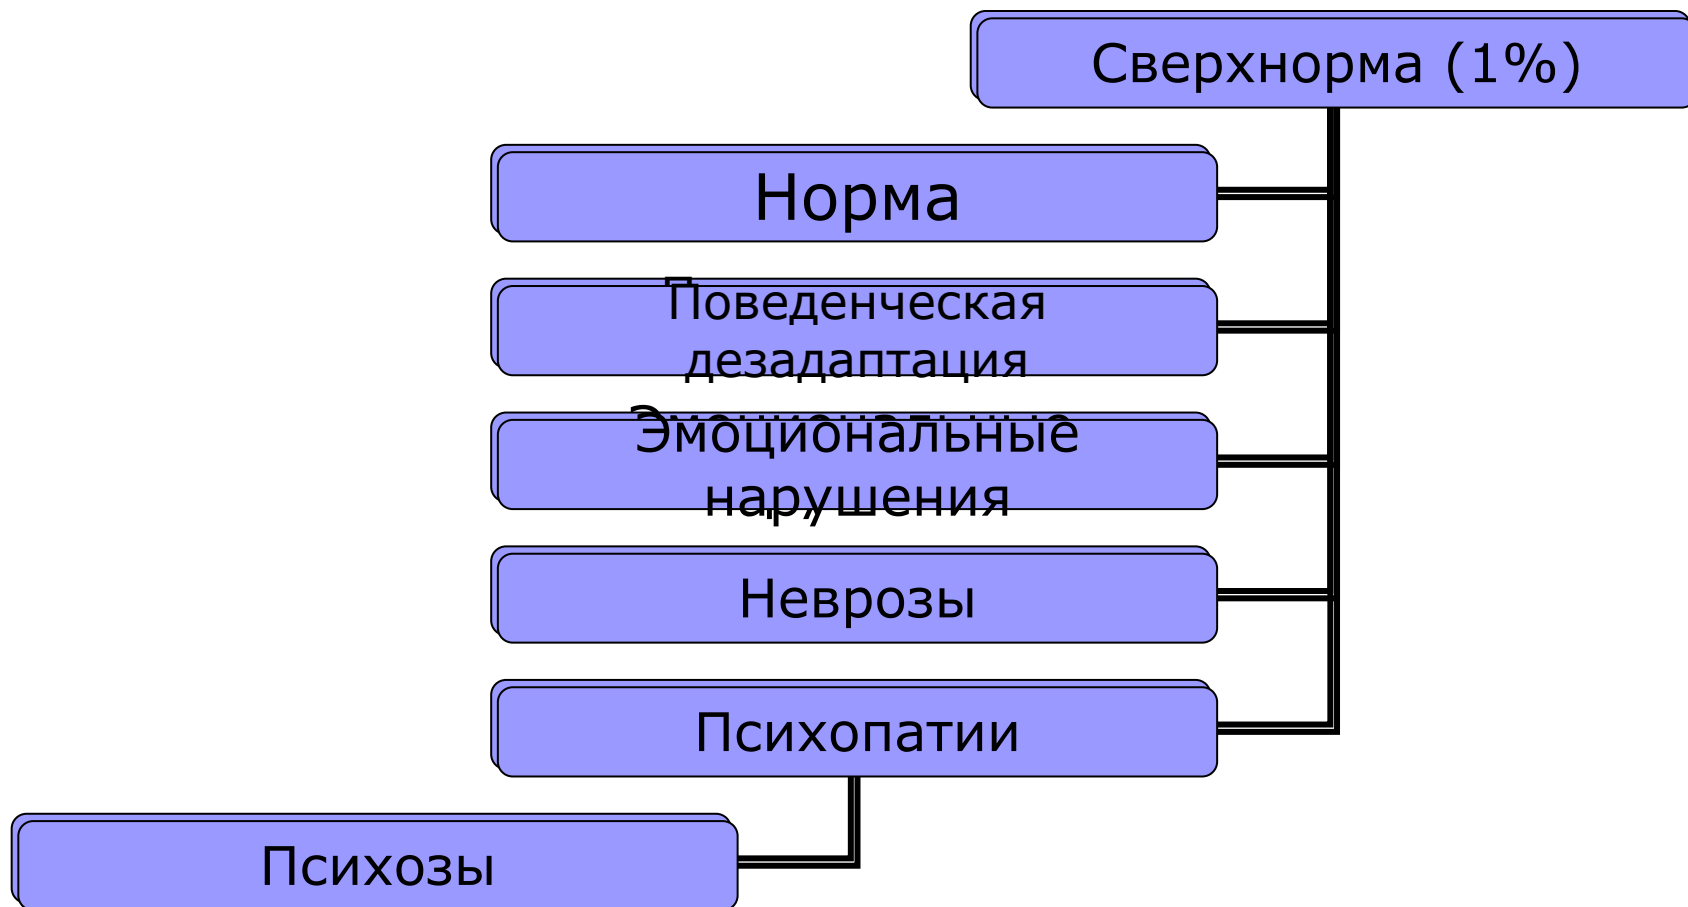 Сверхнорма (1%)
Норма
Поведенческая
дезадаптация
Эмоциональные
нарушения
Неврозы
Психопатии
Психозы